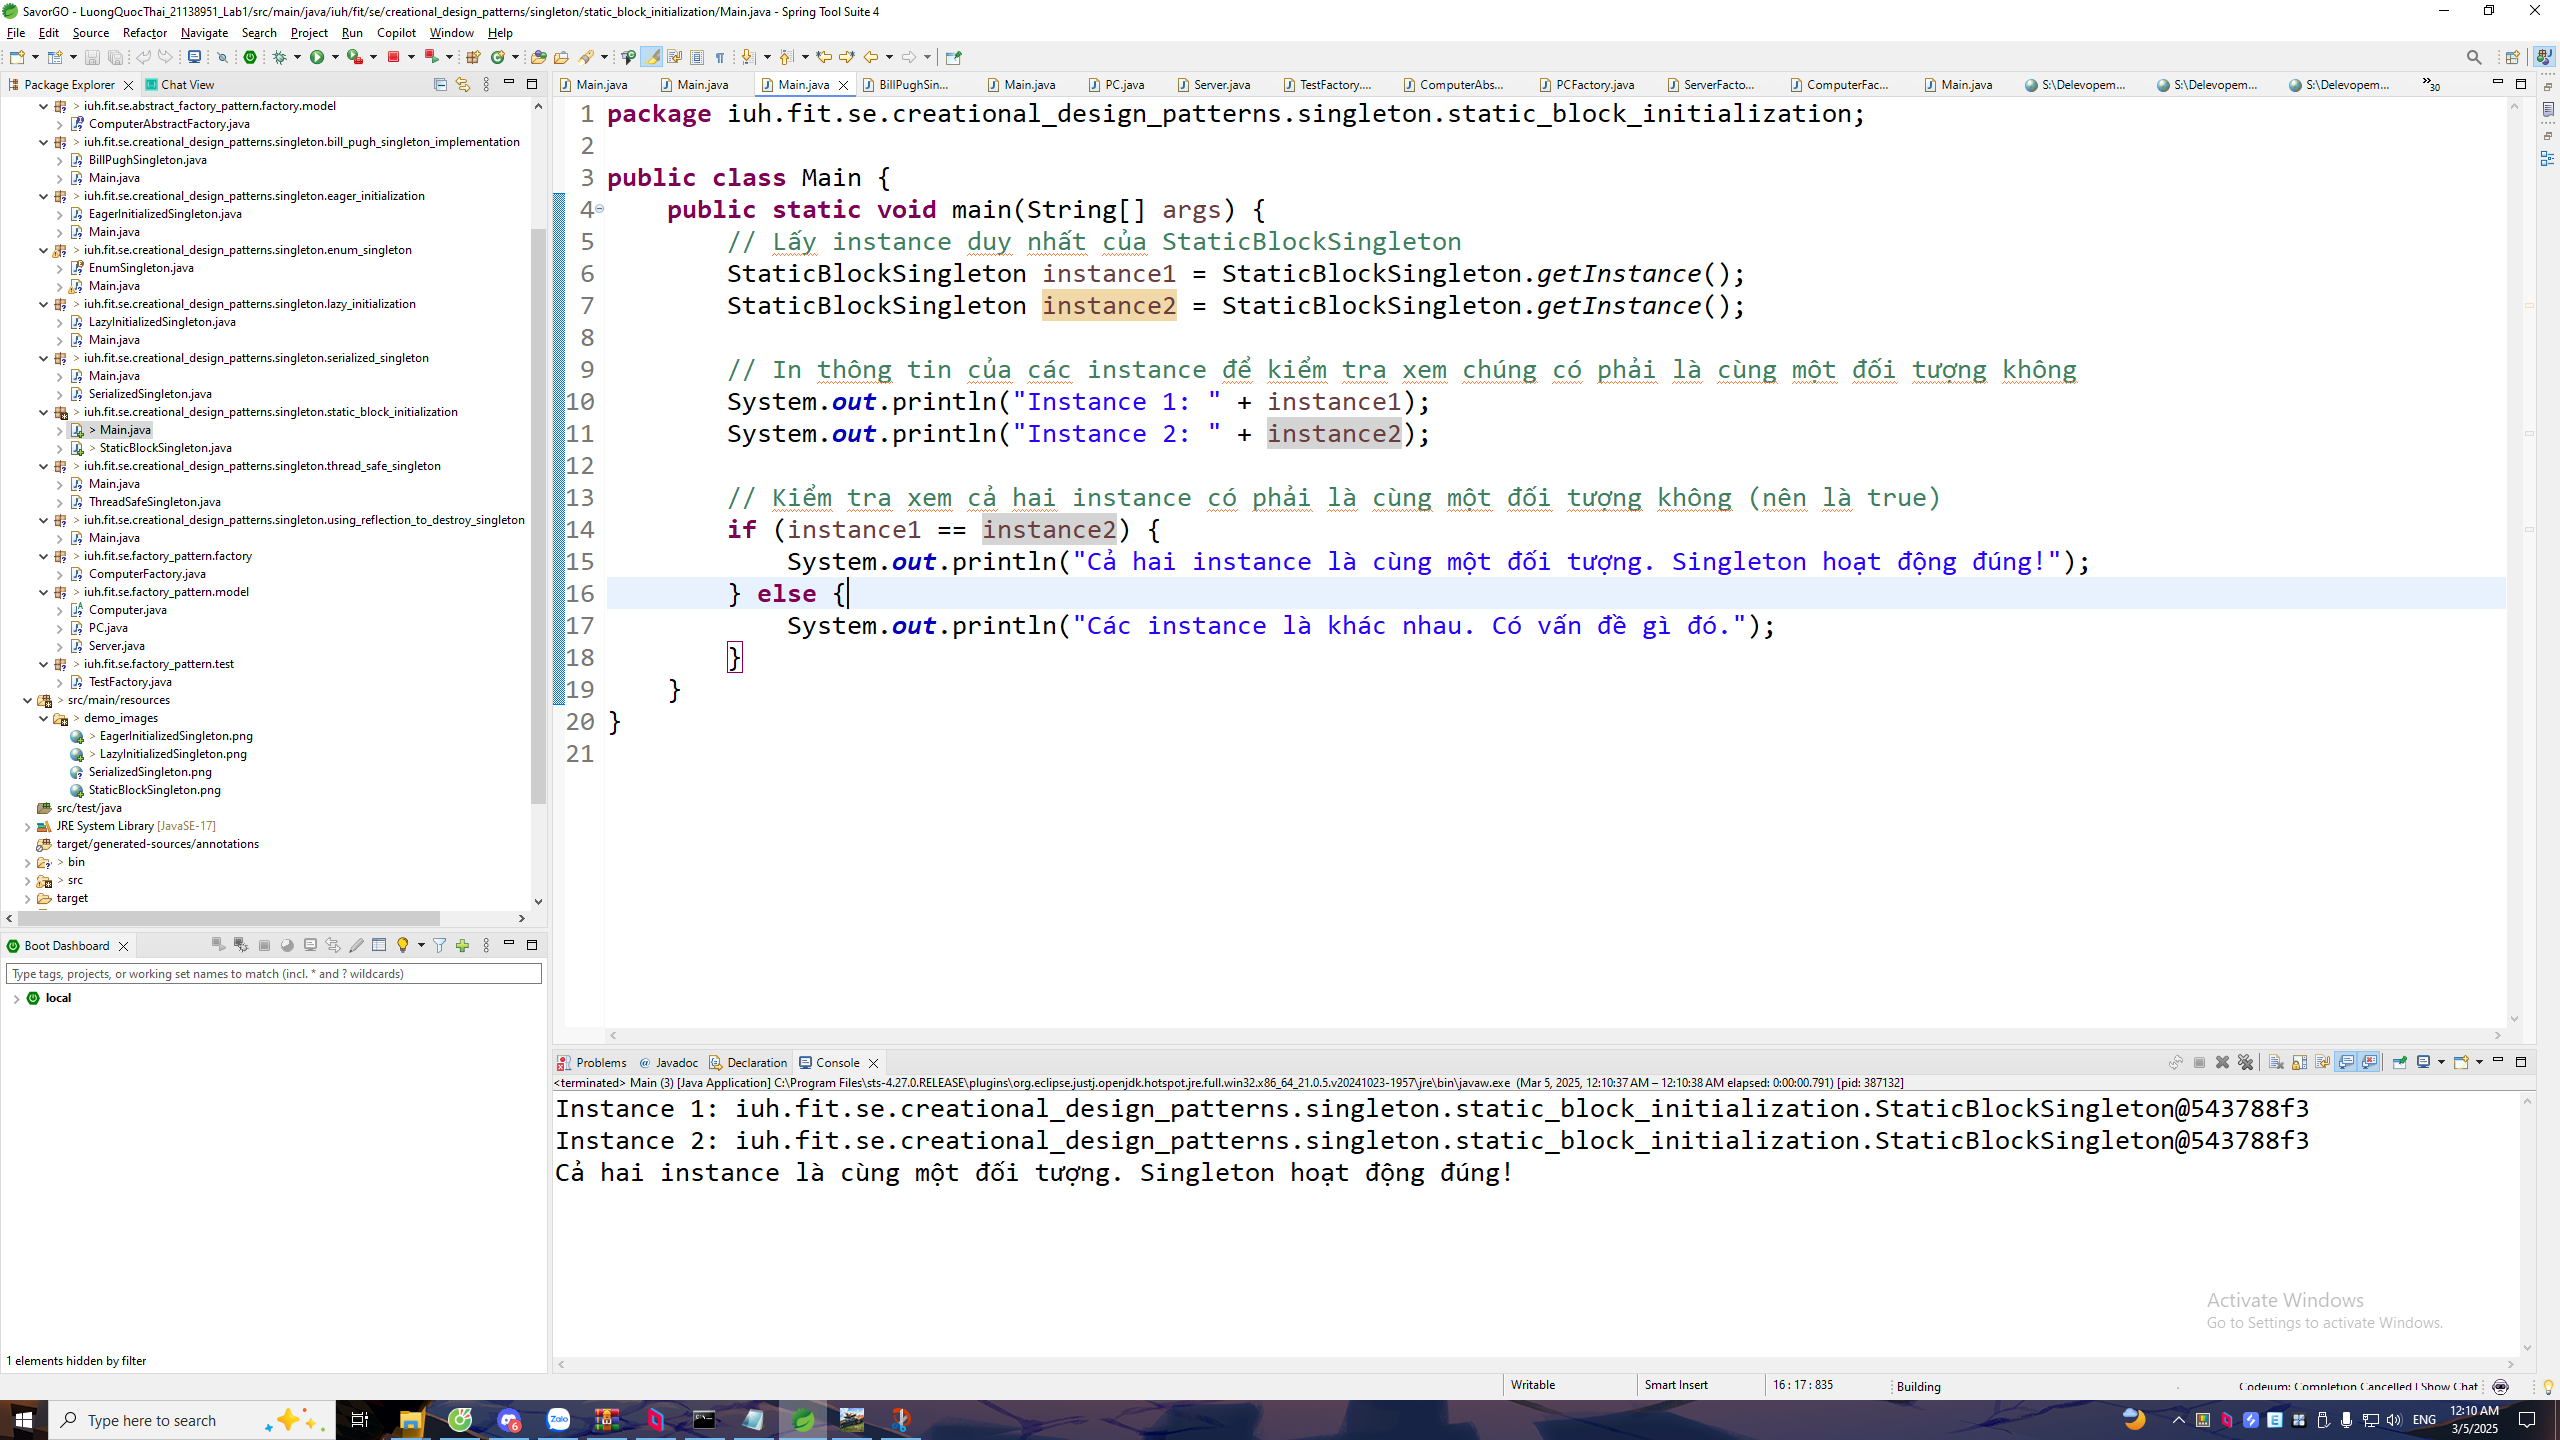 SavorGO - LuongQuocThai_21138951_Lab1/src/main/java/iuh/fit/se/creational_design_patterns/singleton/static_block_initialization/Main.java - Spring Tool Suite 4
File Edit Source Refactor Navigate Search Project Run Copilot Window Help
Package Explorer
Chat View
> iuh.fit.se.abstract_factory_pattern.factory.model
ComputerAbstractFactory.java
> iuh.fit.se.creational_design_patterns.singleton.bill_pugh_singleton_implementation
BillPughSingleton.java
Main.java
> iuh.fit.se.creational_design_patterns.singleton.eager_initialization
EagerInitializedSingleton.java
Main.java
> iuh.fit.se.creational_design_patterns.singleton.enum_singleton
EnumSingleton.java
Main.java
> iuh.fit.se.creational_design_patterns.singleton.lazy_initialization
LazyInitializedSingleton.java
Main.java
> iuh.fit.se.creational_design_patterns.singleton.serialized_singleton
Main.java
SerializedSingleton.java
iuh.fit.se.creational_design_patterns.singleton.static_block_initialization
> Main.java
> StaticBlockSingleton.java
> iuh.fit.se.creational_design_patterns.singleton.thread_safe_singleton
Main.java
ThreadSafeSingleton.java
> iuh.fit.se.creational_design_patterns.singleton.using_reflection_to_destroy_singleton
Main.java
> iuh.fit.se.factory_pattern.factory
ComputerFactory.java
> iuh.fit.se.factory_pattern.model
Computer.java
PC.java
Server.java
> iuh.fit.se.factory_pattern.test
TestFactory.java
> src/main/resources
> demo_images
> EagerInitializedSingleton.png
> LazyInitializedSingleton.png
SerializedSingleton.png
StaticBlockSingleton.png
src/test/java
JRE System Library [JavaSE-17]
target/generated-sources/annotations
> bin
> src
target
Boot Dashboard
Type tags, projects, or working set names to match (incl. * and ? wildcards)
local
1 elements hidden by filter
Main.java Main.java Main.java BillPughSin... Main.java PC.java Server.java TestFactory.... ComputerAbs... PCFactory.java ServerFacto... ComputerFac... Main.java S:\Delevopem... S:\Delevopem... S:\Delevopem... »30
1 package iuh.fit.se.creational_design_patterns.singleton.static_block_initialization;
2
3 public class Main {
4 public static void main(String[] args) {
5 // Lấy instance duy nhất của StaticBlockSingleton
6 StaticBlockSingleton instance1 = StaticBlockSingleton.getInstance();
7 StaticBlockSingleton instance2 = StaticBlockSingleton.getInstance();
8
9 // In thông tin của các instance để kiểm tra xem chúng có phải là cùng một đối tượng không
10 System.out.println("Instance 1: " + instance1);
11 System.out.println("Instance 2: " + instance2);
12
13 // Kiểm tra xem cả hai instance có phải là cùng một đối tượng không (nên là true)
14 if (instance1 == instance2) {
15 System.out.println("Cả hai instance là cùng một đối tượng. Singleton hoạt động đúng!");
16 } else {
17 System.out.println("Các instance là khác nhau. Có vấn đề gì đó.");
18 }
19 }
20 }
21
Problems @ Javadoc Declaration Console
<terminated> Main (3) [Java Application] C:\Program Files\sts-4.27.0.RELEASE\plugins\org.eclipse.justj.openjdk.hotspot.jre.full.win32.x86_64_21.0.5.v20241023-1957\jre\bin\javaw.exe (Mar 5, 2025, 12:10:37 AM – 12:10:38 AM elapsed: 0:00:00.791) [pid: 387132]
Instance 1: iuh.fit.se.creational_design_patterns.singleton.static_block_initialization.StaticBlockSingleton@543788f3
Instance 2: iuh.fit.se.creational_design_patterns.singleton.static_block_initialization.StaticBlockSingleton@543788f3
Cả hai instance là cùng một đối tượng. Singleton hoạt động đúng!
Activate Windows
Go to Settings to activate Windows.
Writable Smart Insert 16 : 17 : 835 Building Codeium: Completion Cancelled | Show Chat
Type here to search
6
Zalo
ENG
12:10 AM
3/5/2025